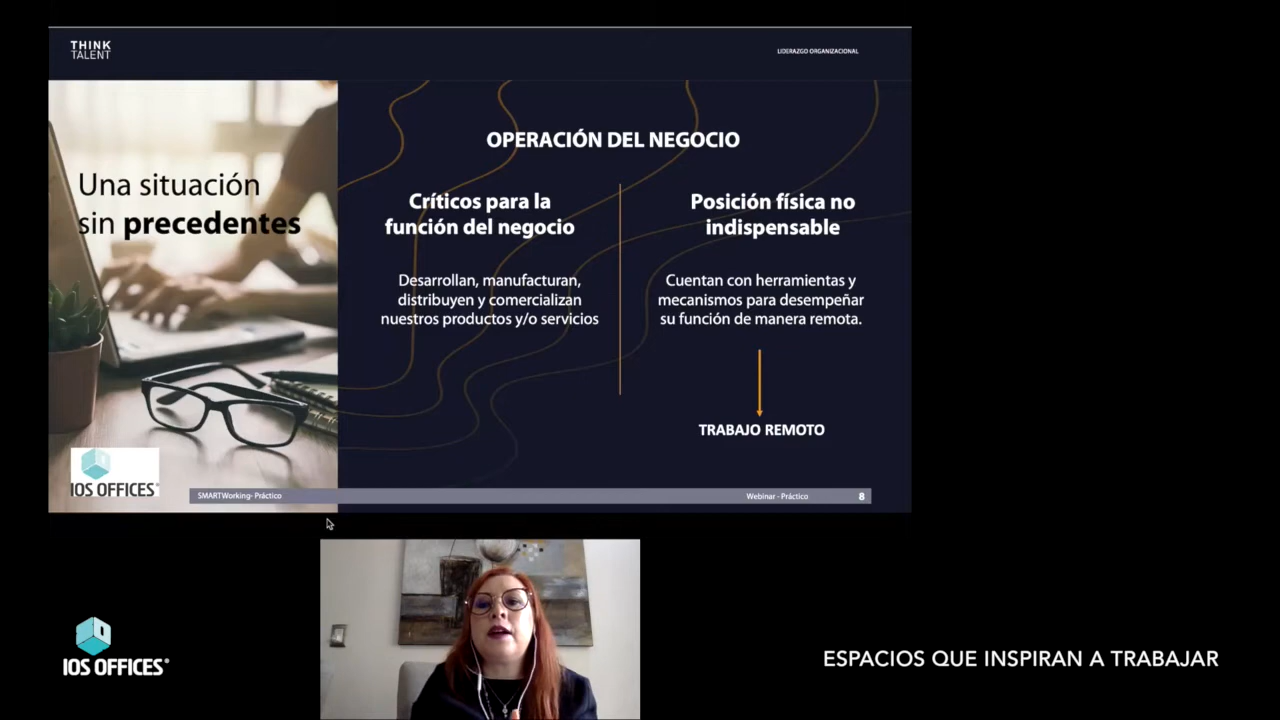 THINK
TALENT
LIDERAZGO ORGANIZACIONAL
Una situación
sin precedentes
OPERACIÓN DEL NEGOCIO
Críticos para la
función del negocio
Desarrollan, manufacturan,
distribuyen y comercializan
nuestros productos y/o servicios
Posición física no
indispensable
Cuentan con herramientas y
mecanismos para desempeñar
su función de manera remota.
TRABAJO REMOTO
IOS OFFICES®
SMARTWorking- Práctico
Webinar - Práctico
8
IOS OFFICES®
ESPACIOS QUE INSPIRAN A TRABAJAR